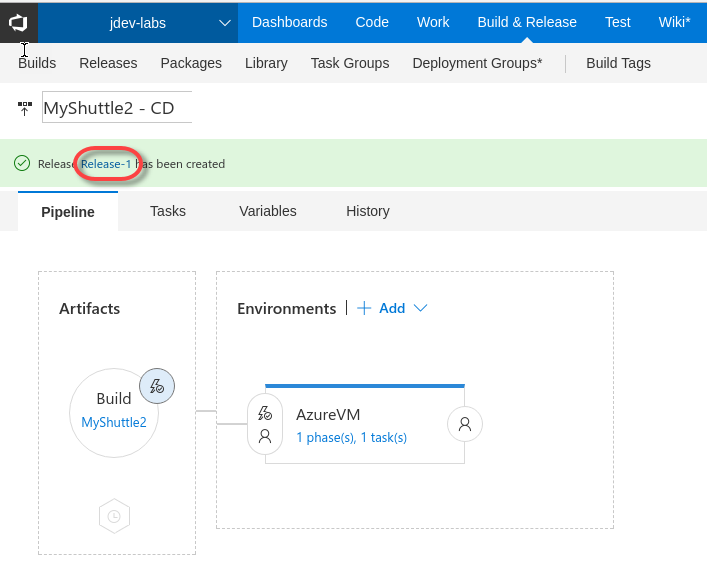 jdev-labs Dashboards Code Work Build & Release Test Wiki*
Builds Releases Packages Library Task Groups Deployment Groups* Build Tags
MyShuttle2 - CD
Release Release-1 has been created
Pipeline Tasks Variables History
Artifacts
Environments Add
Build
MyShuttle2
AzureVM
1 phase(s), 1 task(s)